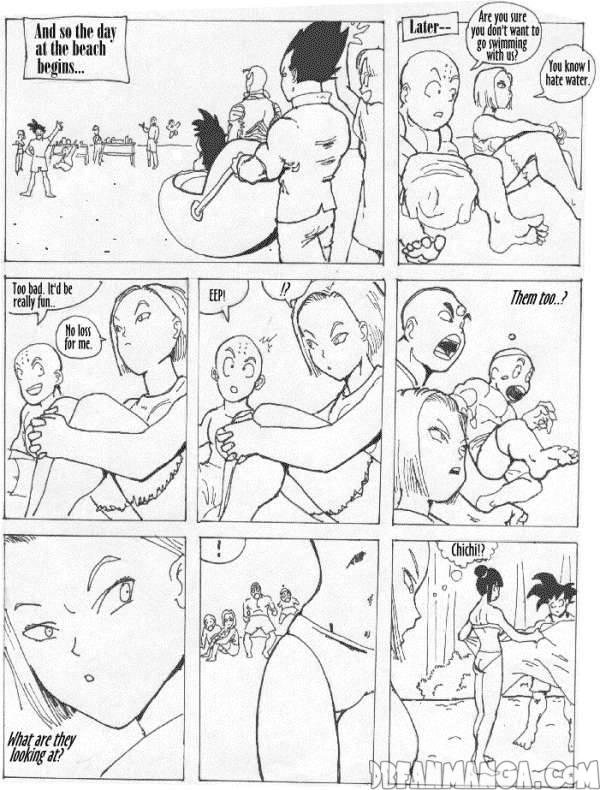 And so the day
at the beach
begins...
Later--
Are you sure
you don't want to
go swimming
with us?
You know I
hate water.
Too bad. It'd be
really fun..
No loss
for me.
EEP!
!?
Them too..?
What are they
looking at?
!
Chichi!?
DBFANMANGA.COM